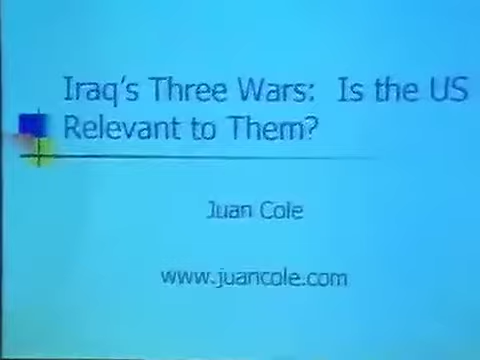 Iraq's Three Wars: Is the US
Relevant to Them?
Juan Cole
www.juancole.com